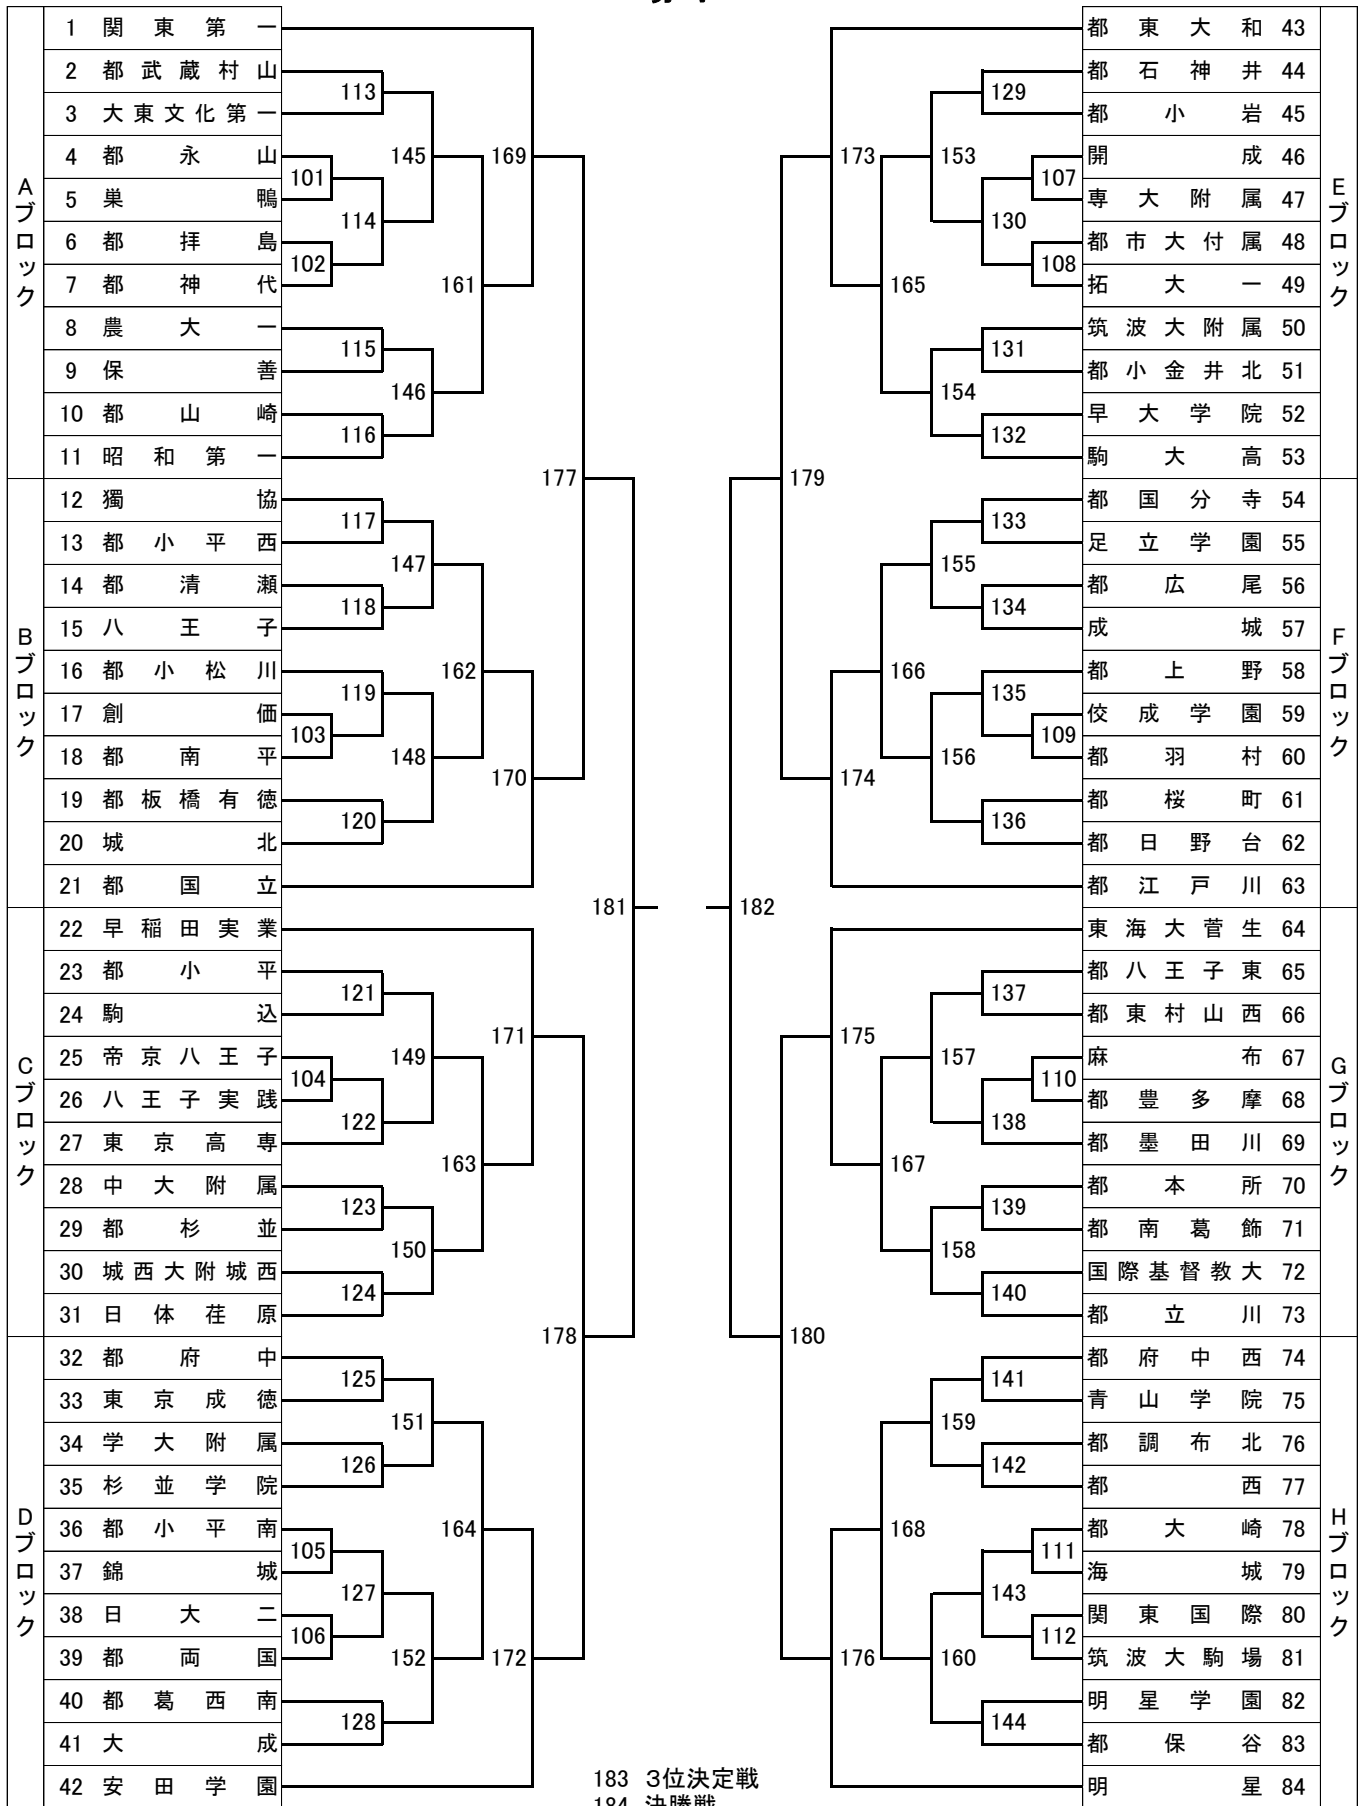 Aブロック
1 関東第一
2 都武蔵村山
3 大東文化第一
4 都永山
5 巣鴨
6 都拝島
7 都神代
8 農大一
9 保善
10 都山崎
11 昭和第一
Bブロック
12 獨協
13 都小平西
14 都清瀬
15 八王子
16 都小松川
17 創価
18 都南平
19 都板橋有徳
20 城北
21 都国立
Cブロック
22 早稲田実業
23 都小平
24 駒込
25 帝京八王子
26 八王子実践
27 東京高専
28 中大附属
29 都杉並
30 城西大附城西
31 日体荏原
Dブロック
32 都府中
33 東京成徳
34 学大附属
35 杉並学院
36 都小平南
37 錦城
38 日大二
39 都両国
40 都葛西南
41 大成
42 安田学園
101
102
103
104
105
106
113
114
115
116
117
118
119
120
121
122
123
124
125
126
127
128
145
146
147
148
149
150
151
152
161
162
163
164
169
170
171
172
177
178
181
182
179
180
173
174
175
176
165
166
167
168
153
154
155
156
157
158
159
160
129
130
131
132
133
134
135
136
137
138
139
140
141
142
143
144
107
108
109
110
111
112
Eブロック
都東大和 43
都石神井 44
都小岩 45
開成 46
専大附属 47
都市大付属 48
拓大一 49
筑波大附属 50
都小金井北 51
早大学院 52
駒大高 53
Fブロック
都国分寺 54
足立学園 55
都広尾 56
成城 57
都上野 58
佼成学園 59
都羽村 60
都桜町 61
都日野台 62
都江戸川 63
Gブロック
東海大菅生 64
都八王子東 65
都東村山西 66
麻布 67
都豊多摩 68
都墨田川 69
都本所 70
都南葛飾 71
国際基督教大 72
都立川 73
Hブロック
都府中西 74
青山学院 75
都調布北 76
都西 77
都大崎 78
海城 79
関東国際 80
筑波大駒場 81
明星学園 82
都保谷 83
明星 84
183 3位決定戦
184 決勝戦